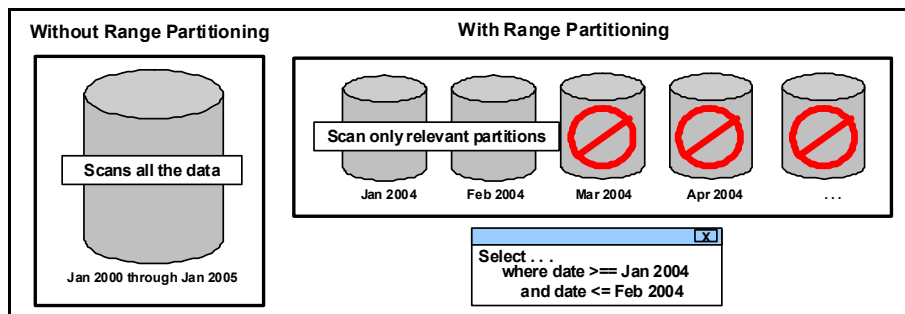 Without Range Partitioning
With Range Partitioning
Scans all the data
Jan 2000 through Jan 2005
Scan only relevant partitions
Jan 2004
Feb 2004
Mar 2004
Apr 2004
. . .
X
Select . . .
where date >== Jan 2004
and date <= Feb 2004